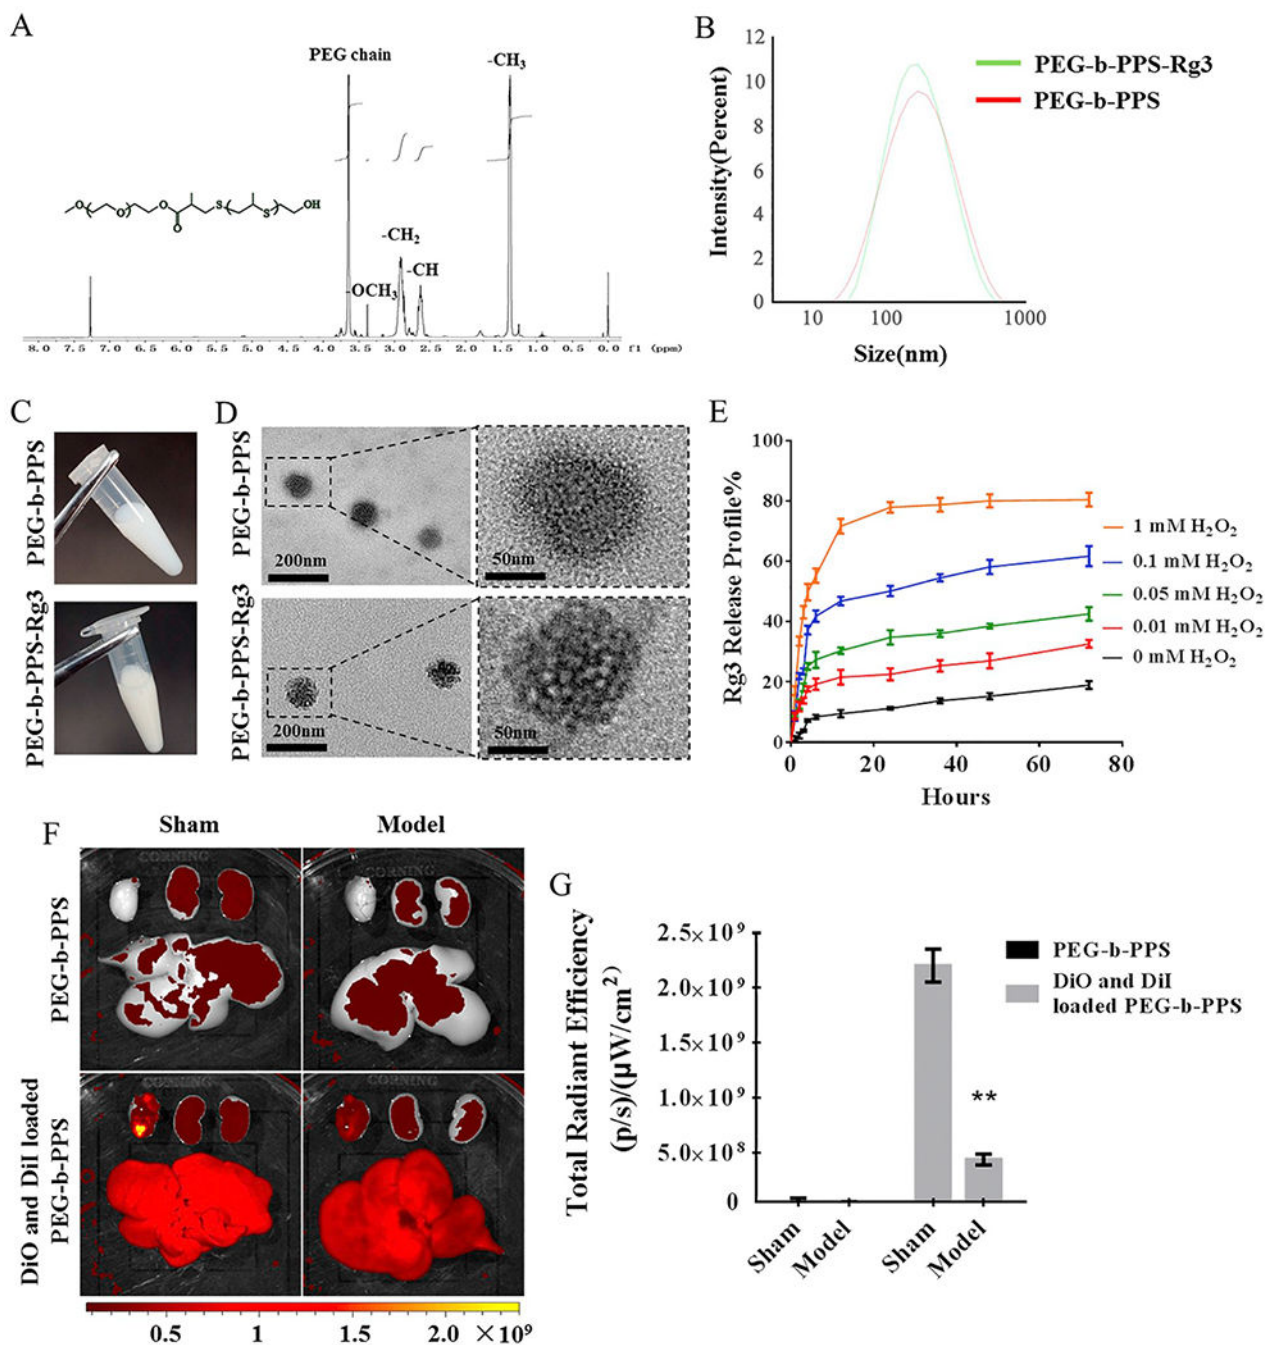 A
PEG chain
-CH3
-CH2
-CH
-OCH3
O
O
O
O
S
S
OH
8.0 7.5 7.0 6.5 6.0 5.5 5.0 4.5 4.0 3.5 3.0 2.5 2.0 1.5 1.0 0.5 0.0 f1 (ppm)
B
Intensity(Percent)
12
10
8
6
4
2
0
10 100 1000
Size(nm)
PEG-b-PPS-Rg3
PEG-b-PPS
C
PEG-b-PPS
PEG-b-PPS-Rg3
D
PEG-b-PPS
200nm
50nm
PEG-b-PPS-Rg3
200nm
50nm
E
Rg3 Release Profile%
100
80
60
40
20
0
0 20 40 60 80
Hours
1 mM H2O2
0.1 mM H2O2
0.05 mM H2O2
0.01 mM H2O2
0 mM H2O2
F
Sham Model
PEG-b-PPS
CORNING
CORNING
DiO and DiI loaded
PEG-b-PPS
CORNING
CORNING
0.5 1 1.5 2.0 ×10⁹
G
Total Radiant Efficiency
(p/s)/(μW/cm²)
2.5×10⁹
2.0×10⁹
1.5×10⁹
1.0×10⁹
5.0×10⁸
0
**
Sham
Model
Sham
Model
PEG-b-PPS
DiO and DiI
loaded PEG-b-PPS